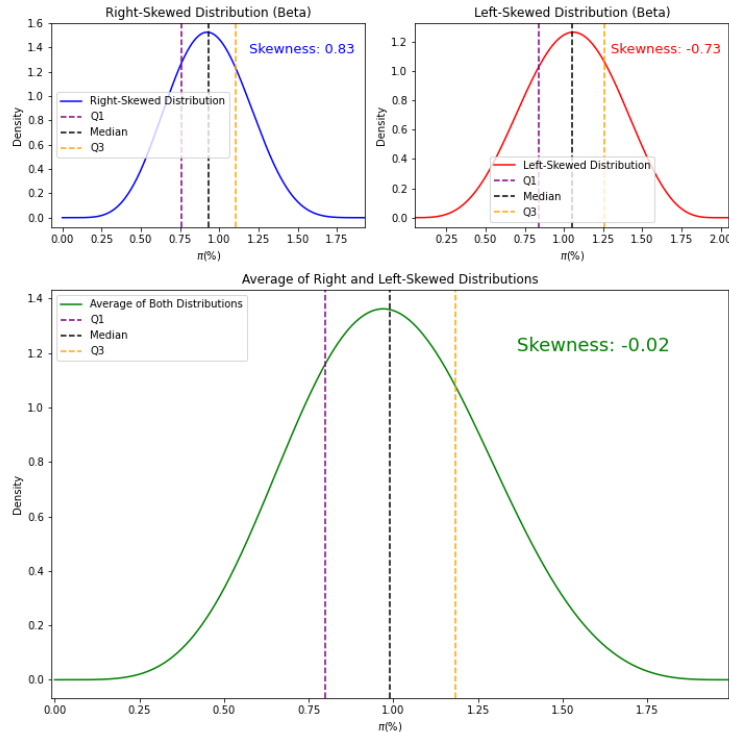 Right-Skewed Distribution (Beta)
Skewness: 0.83
Right-Skewed Distribution
Q1
Median
Q3
Density
1.6
1.4
1.2
1.0
0.8
0.6
0.4
0.2
0.0
0.00 0.25 0.50 0.75 1.00 1.25 1.50 1.75
π(%)
Left-Skewed Distribution (Beta)
Skewness: -0.73
Left-Skewed Distribution
Q1
Median
Q3
Density
1.2
1.0
0.8
0.6
0.4
0.2
0.0
0.25 0.50 0.75 1.00 1.25 1.50 1.75 2.00
π(%)
Average of Right and Left-Skewed Distributions
Average of Both Distributions
Q1
Median
Q3
Skewness: -0.02
Density
1.4
1.2
1.0
0.8
0.6
0.4
0.2
0.0
0.00 0.25 0.50 0.75 1.00 1.25 1.50 1.75
π(%)